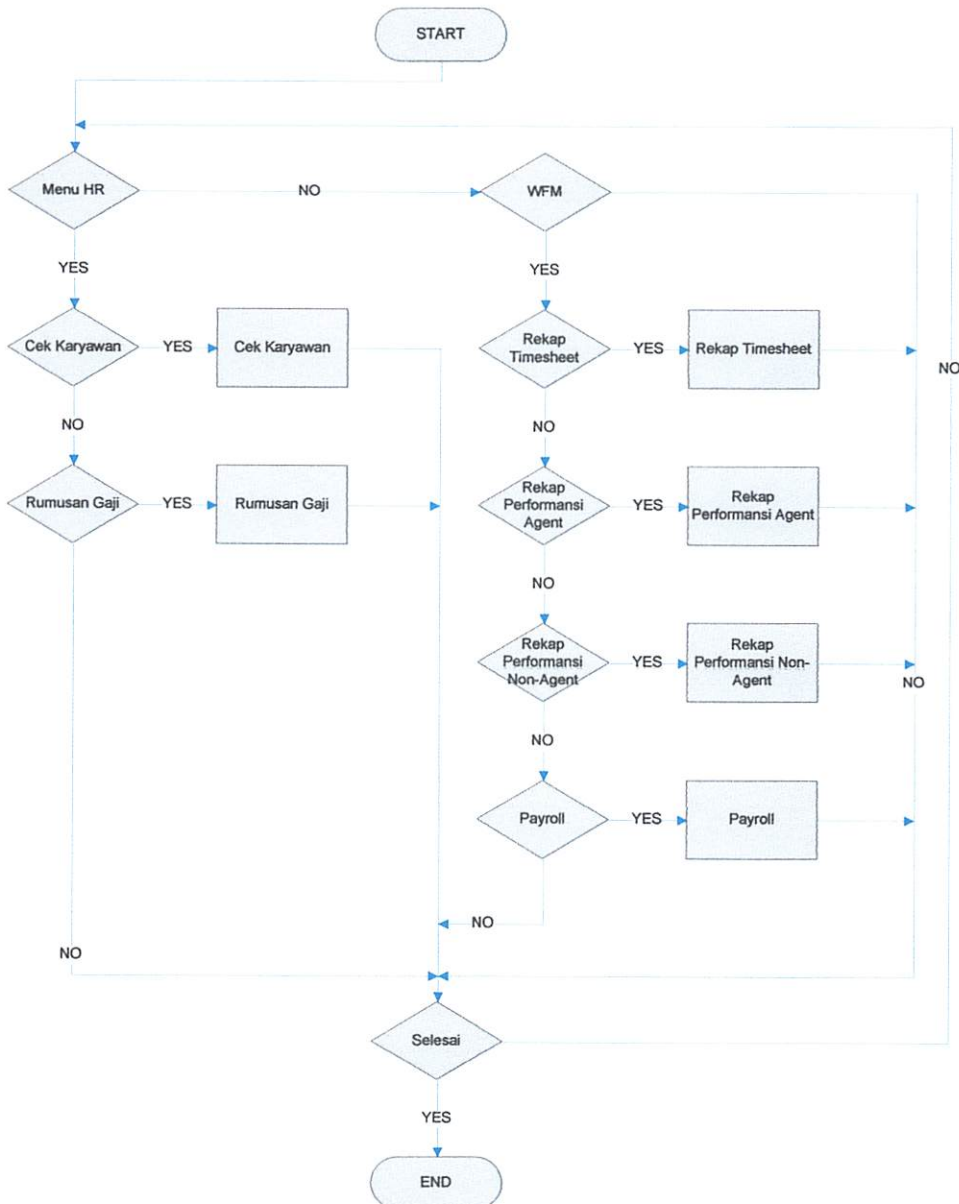 START
Menu HR
NO
WFM
YES
YES
Cek Karyawan
YES
Cek Karyawan
Rekap
Timesheet
YES
Rekap Timesheet
NO
NO
NO
Rumusan Gaji
YES
Rumusan Gaji
Rekap
Performansi
Agent
YES
Rekap
Performansi Agent
NO
Rekap
Performansi
Non-Agent
YES
Rekap
Performansi Non-
Agent
NO
NO
Payroll
YES
Payroll
NO
NO
Selesai
YES
END